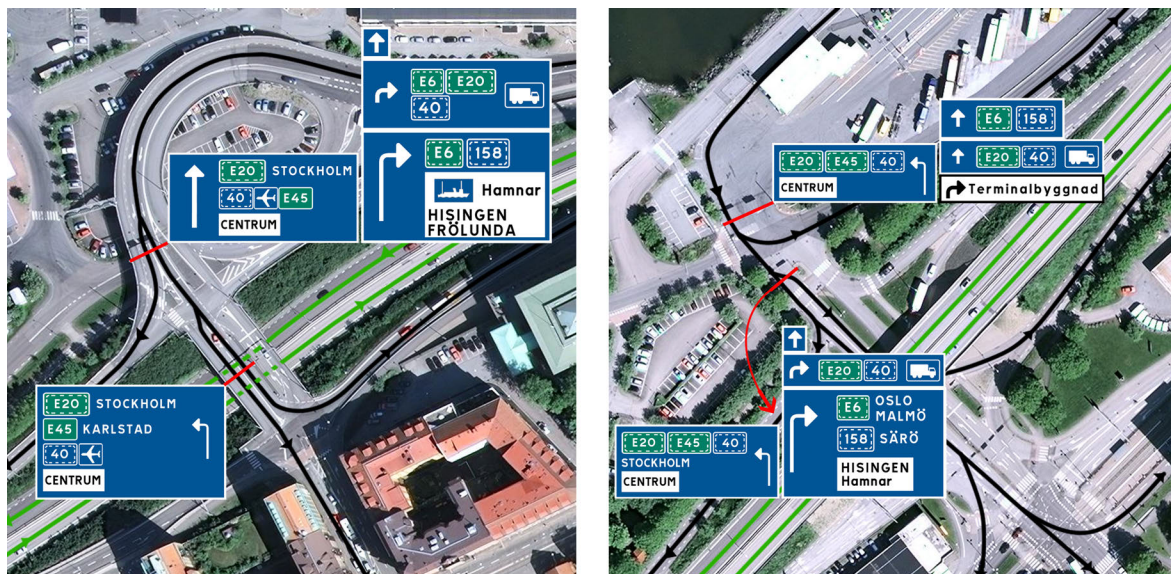 E6 E20
40
E6 158
Hamnar
HISINGEN
FRÖLUNDA
E20 STOCKHOLM
40 E45
CENTRUM
E20 STOCKHOLM
E45 KARLSTAD
40
CENTRUM
E6 158
E20 40
Terminalbyggnad
E20 E45 40
CENTRUM
E20 40
E6 OSLO
MALMÖ
158 SÄRÖ
HISINGEN
Hamnar
E20 E45 40
STOCKHOLM
CENTRUM